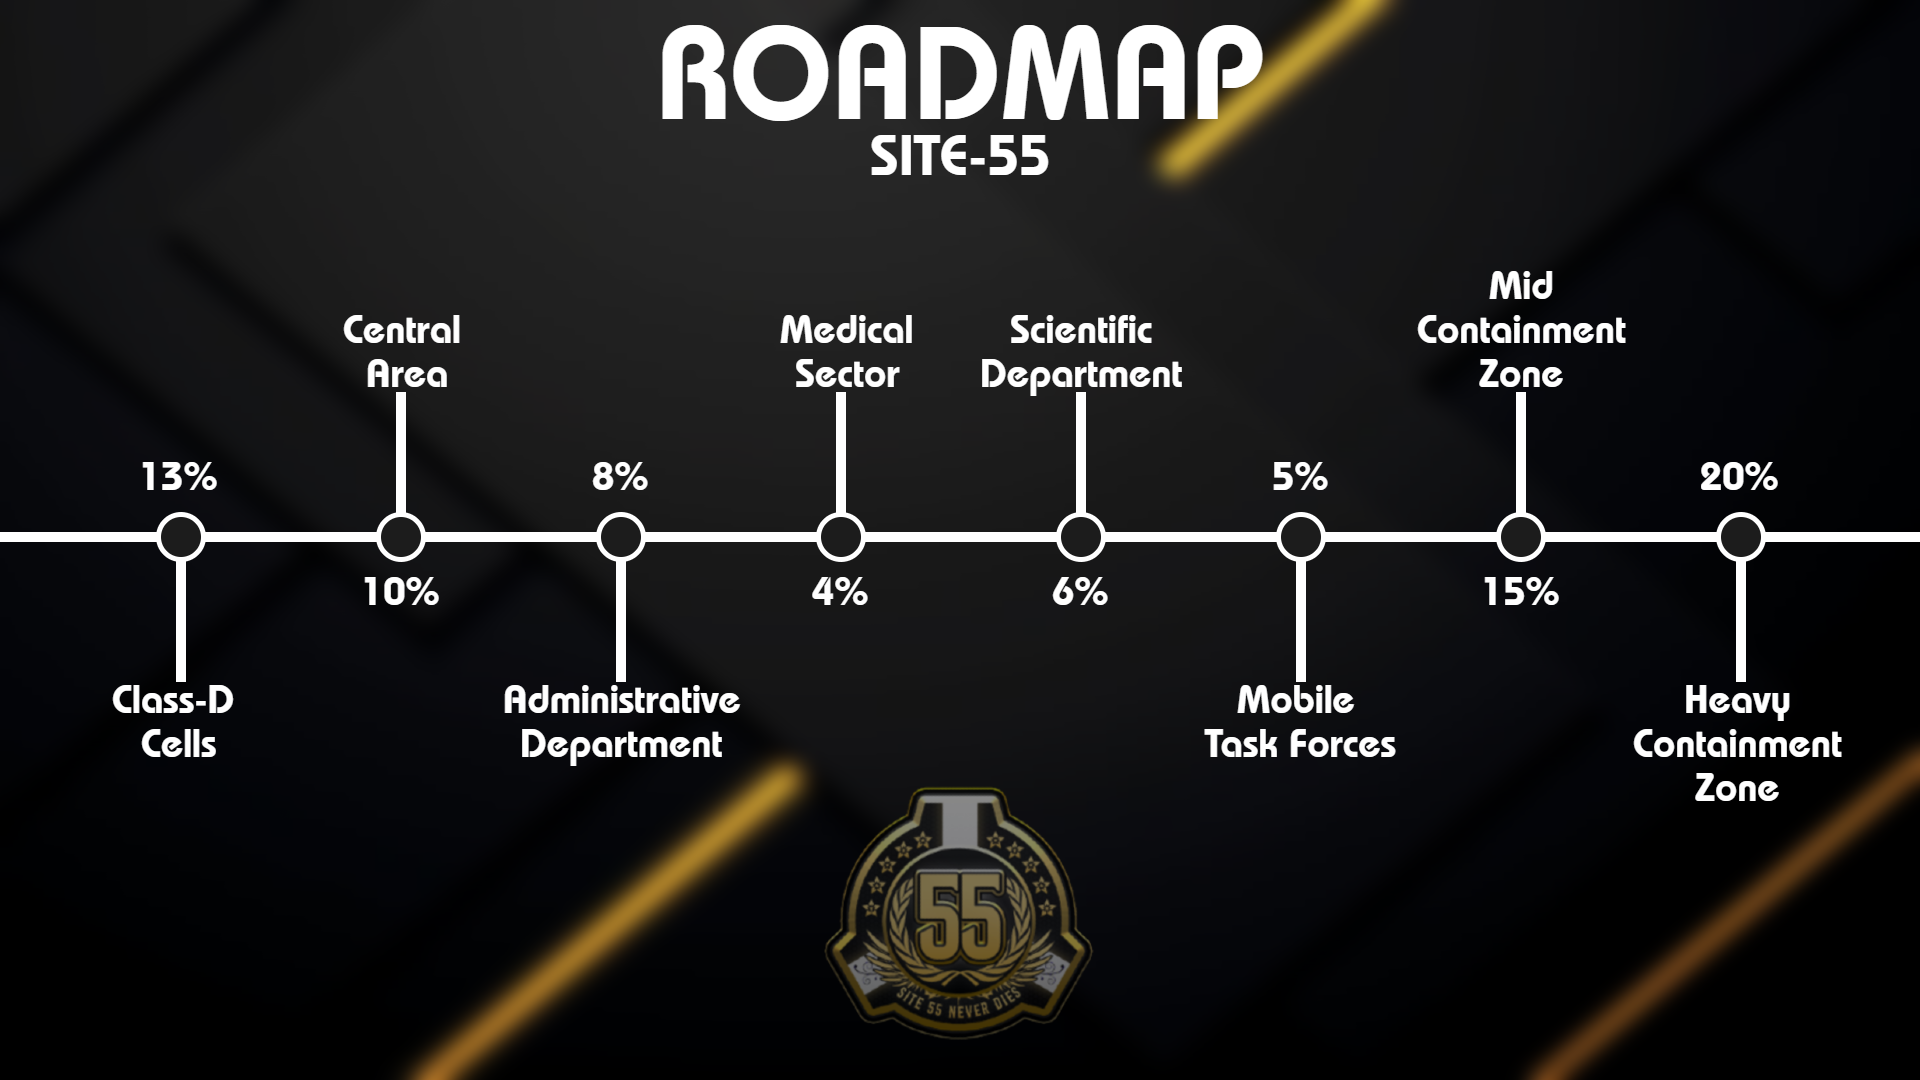 ROADMAP
SITE-55
13%
Class-D
Cells
Central
Area
10%
8%
Administrative
Department
Medical
Sector
4%
Scientific
Department
6%
5%
Mobile
Task Forces
Mid
Containment
Zone
15%
20%
Heavy
Containment
Zone
55
SITE 55 NEVER DIES